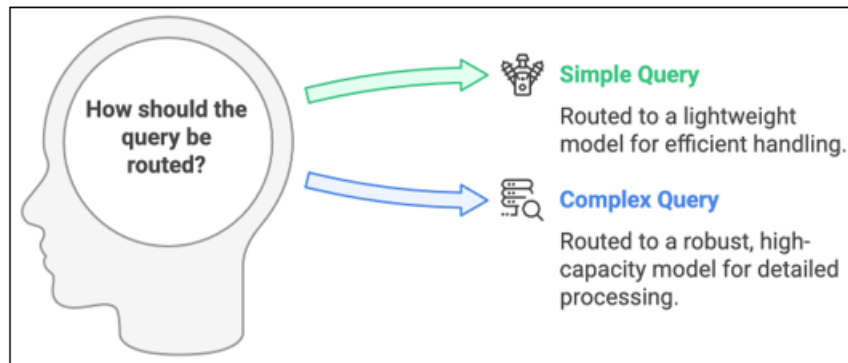 How should the
query be
routed?
Simple Query
Routed to a lightweight
model for efficient handling.
Complex Query
Routed to a robust, high-
capacity model for detailed
processing.